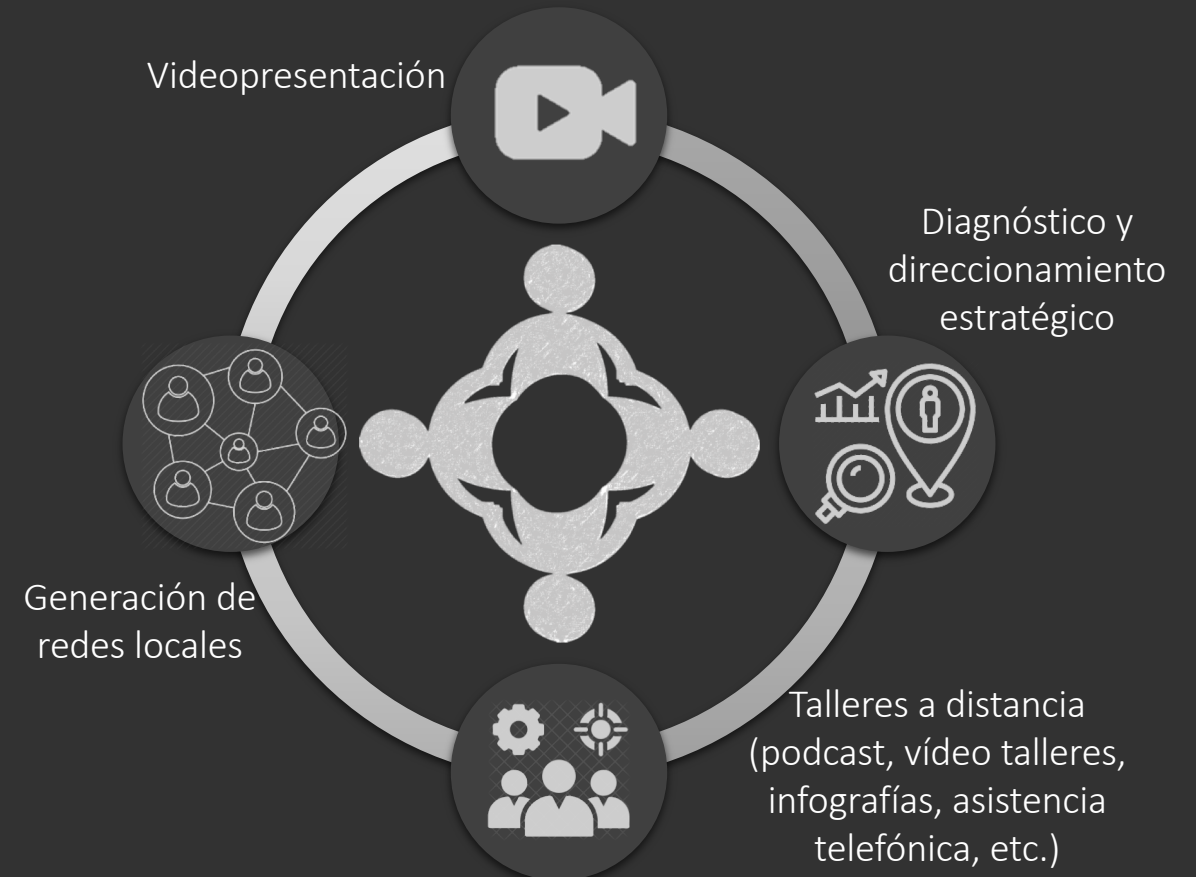 Videopresentación
Diagnóstico y
direccionamiento
estratégico
Talleres a distancia
(podcast, vídeo talleres,
infografías, asistencia
telefónica, etc.)
Generación de
redes locales